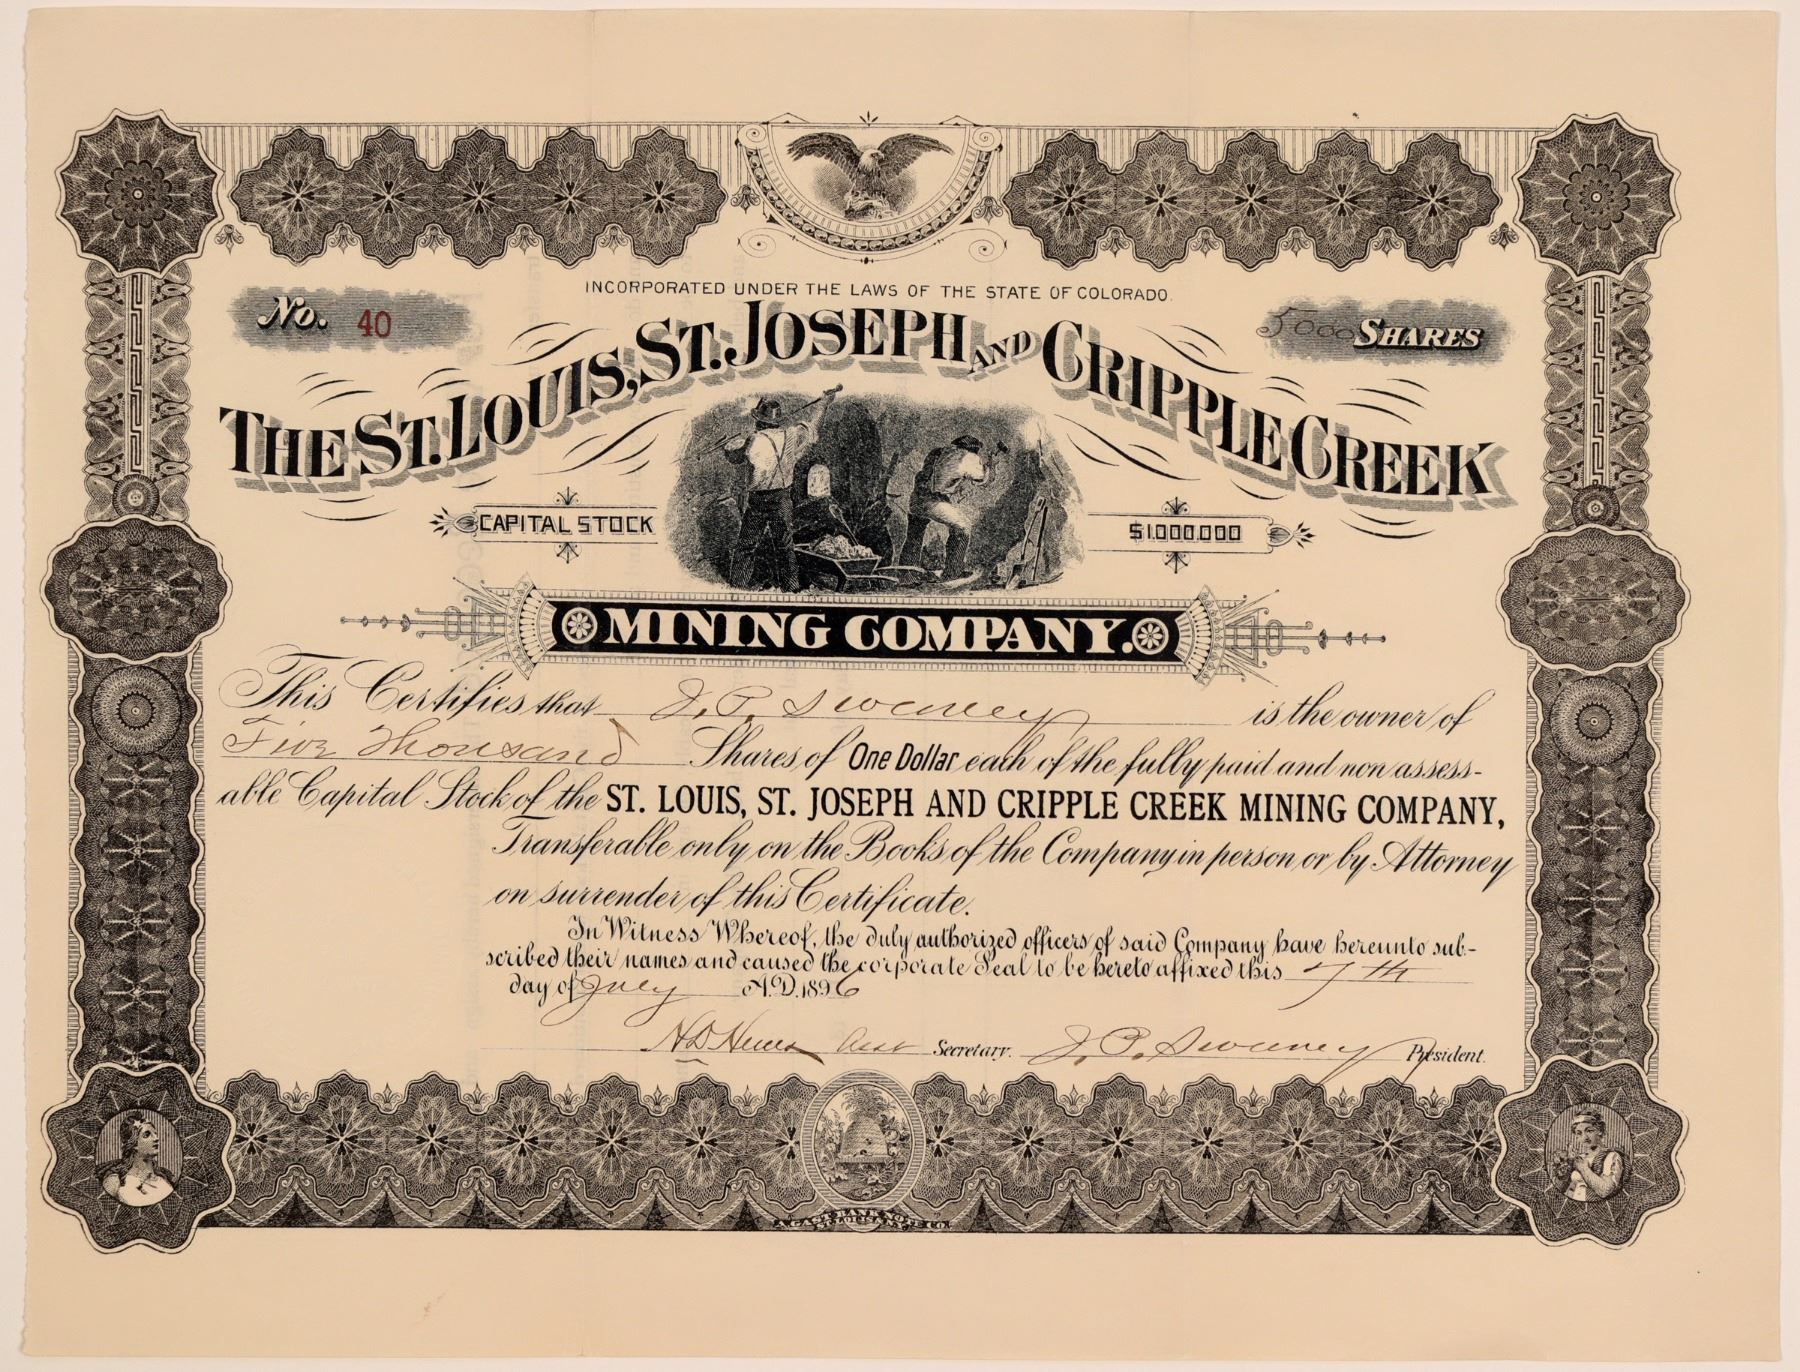 INCORPORATED UNDER THE LAWS OF THE STATE OF COLORADO.
No. 40
5000 SHARES
THE ST. LOUIS, ST. JOSEPH AND CRIPPLE CREEK
CAPITAL STOCK $1.000.000
MINING COMPANY.
This Certifies that J. P. Sweeney is the owner of
Five Thousand Shares of One Dollar each of the fully paid and non assess-
able Capital Stock of the ST. LOUIS, ST. JOSEPH AND CRIPPLE CREEK MINING COMPANY,
Transferable only on the Books of the Company in person or by Attorney
on surrender of this Certificate.
In Witness Whereof, the duly authorized officers of said Company have hereunto sub-
scribed their names and caused the corporate Seal to be hereto affixed this 7th
day of July A.D. 1896
Secretary. J. P. Sweeney President.
A. GAST BANK NOTE CO.